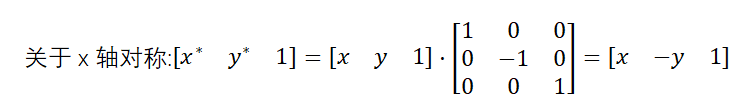 关于 x 轴对称:[x* y* 1] = [x y 1] · [1 0 0; 0 −1 0; 0 0 1] = [x −y 1]